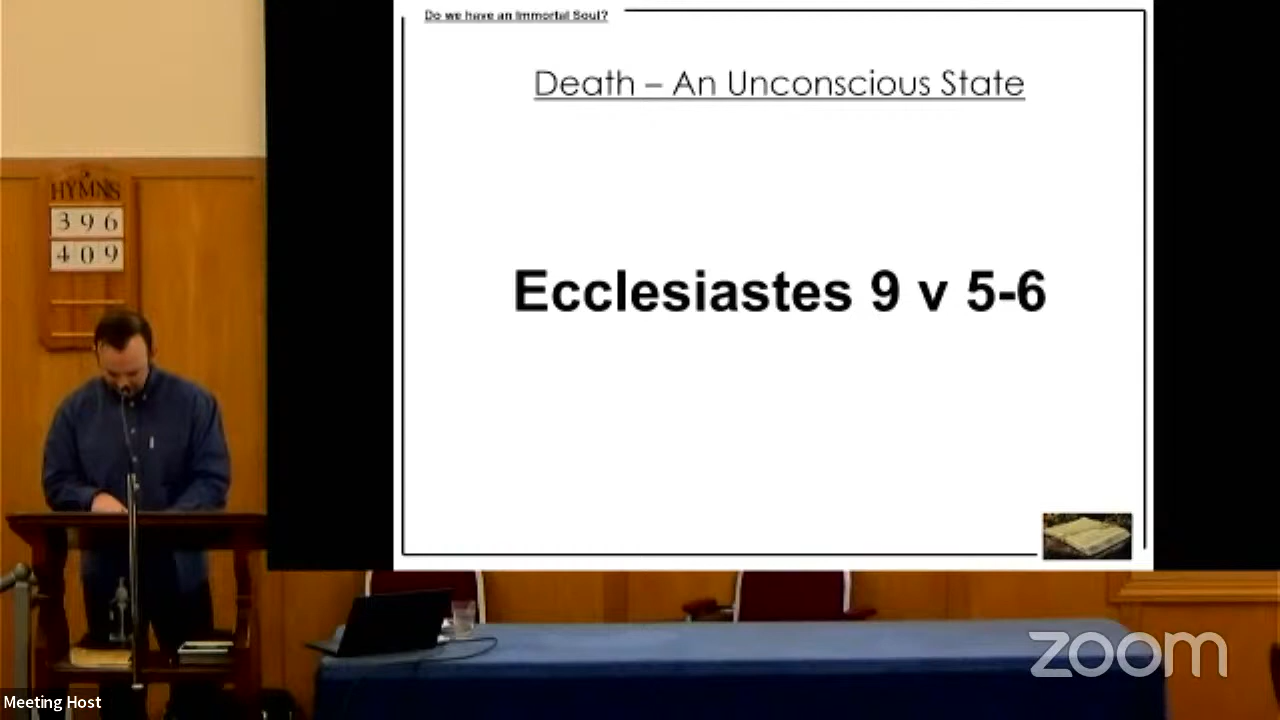 Do we have an Immortal Soul?
Death – An Unconscious State
Ecclesiastes 9 v 5-6
HYMNS
396
409
zoom
Meeting Host